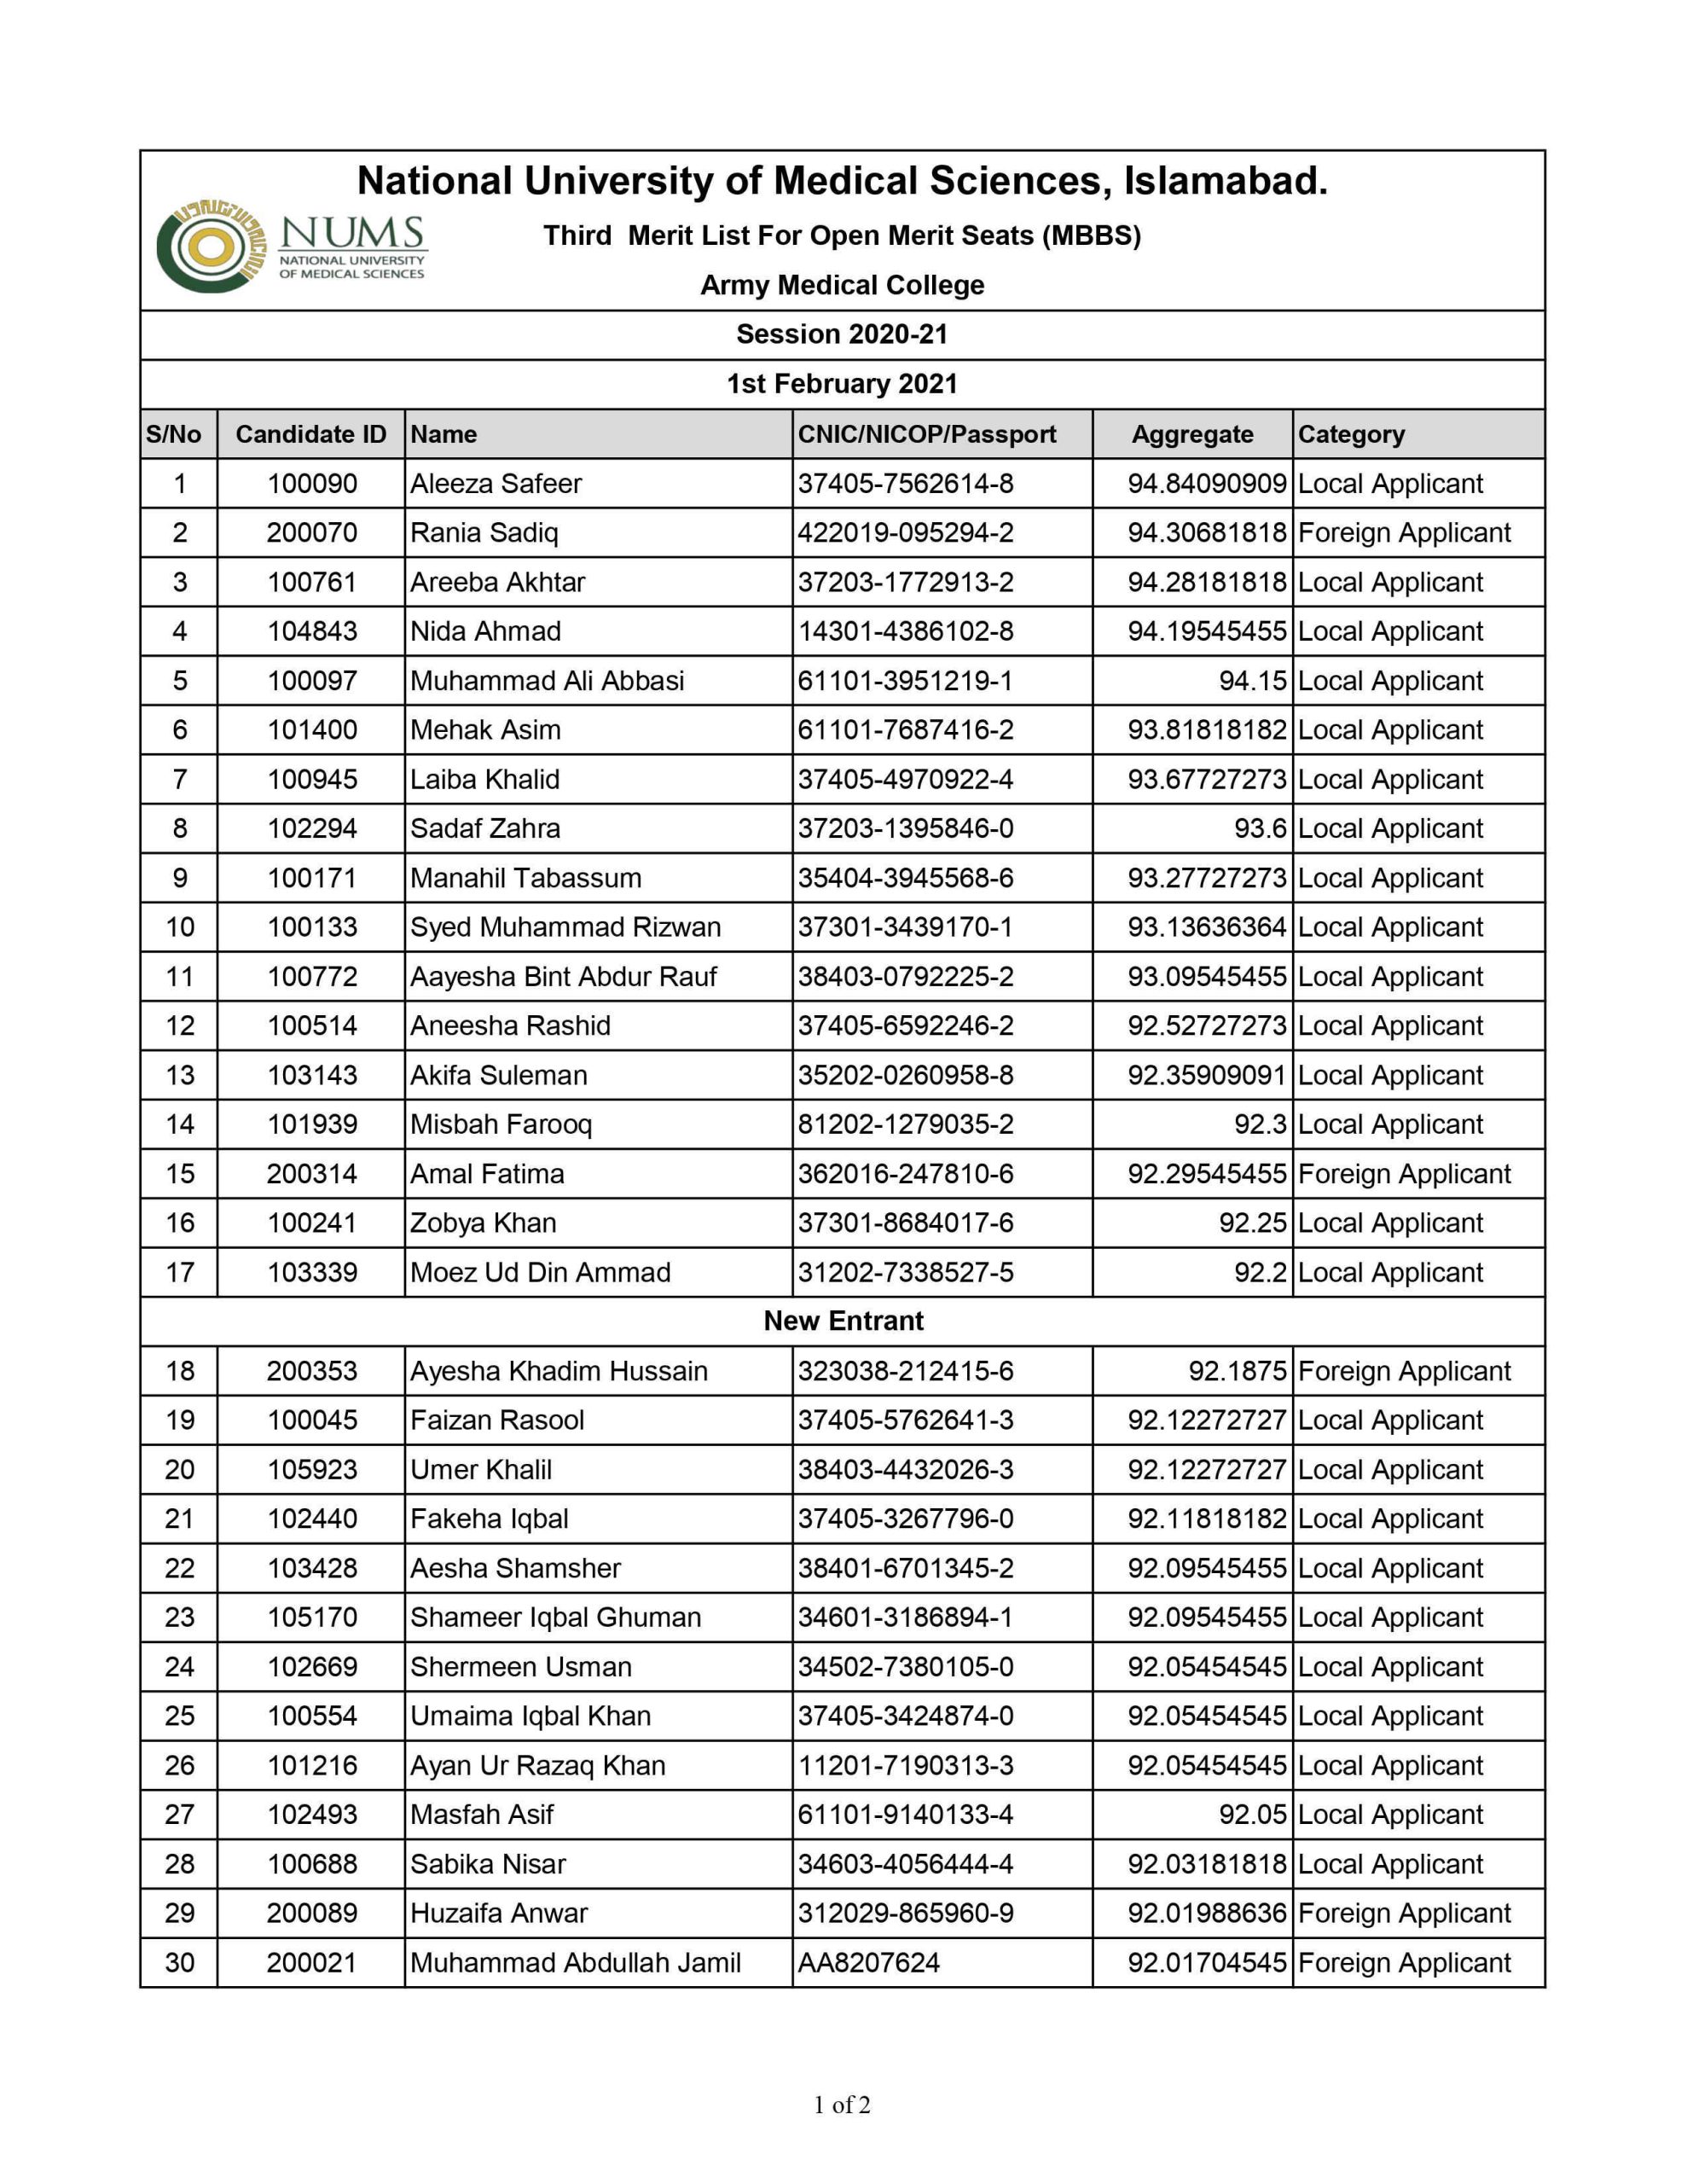 National University of Medical Sciences, Islamabad.
NUMS
NATIONAL UNIVERSITY
OF MEDICAL SCIENCES
Third Merit List For Open Merit Seats (MBBS)
Army Medical College
Session 2020-21
1st February 2021
S/No Candidate ID Name CNIC/NICOP/Passport Aggregate Category
1 100090 Aleeza Safeer 37405-7562614-8 94.84090909 Local Applicant
2 200070 Rania Sadiq 422019-095294-2 94.30681818 Foreign Applicant
3 100761 Areeba Akhtar 37203-1772913-2 94.28181818 Local Applicant
4 104843 Nida Ahmad 14301-4386102-8 94.19545455 Local Applicant
5 100097 Muhammad Ali Abbasi 61101-3951219-1 94.15 Local Applicant
6 101400 Mehak Asim 61101-7687416-2 93.81818182 Local Applicant
7 100945 Laiba Khalid 37405-4970922-4 93.67727273 Local Applicant
8 102294 Sadaf Zahra 37203-1395846-0 93.6 Local Applicant
9 100171 Manahil Tabassum 35404-3945568-6 93.27727273 Local Applicant
10 100133 Syed Muhammad Rizwan 37301-3439170-1 93.13636364 Local Applicant
11 100772 Aayesha Bint Abdur Rauf 38403-0792225-2 93.09545455 Local Applicant
12 100514 Aneesha Rashid 37405-6592246-2 92.52727273 Local Applicant
13 103143 Akifa Suleman 35202-0260958-8 92.35909091 Local Applicant
14 101939 Misbah Farooq 81202-1279035-2 92.3 Local Applicant
15 200314 Amal Fatima 362016-247810-6 92.29545455 Foreign Applicant
16 100241 Zobya Khan 37301-8684017-6 92.25 Local Applicant
17 103339 Moez Ud Din Ammad 31202-7338527-5 92.2 Local Applicant
New Entrant
18 200353 Ayesha Khadim Hussain 323038-212415-6 92.1875 Foreign Applicant
19 100045 Faizan Rasool 37405-5762641-3 92.12272727 Local Applicant
20 105923 Umer Khalil 38403-4432026-3 92.12272727 Local Applicant
21 102440 Fakeha Iqbal 37405-3267796-0 92.11818182 Local Applicant
22 103428 Aesha Shamsher 38401-6701345-2 92.09545455 Local Applicant
23 105170 Shameer Iqbal Ghuman 34601-3186894-1 92.09545455 Local Applicant
24 102669 Shermeen Usman 34502-7380105-0 92.05454545 Local Applicant
25 100554 Umaima Iqbal Khan 37405-3424874-0 92.05454545 Local Applicant
26 101216 Ayan Ur Razaq Khan 11201-7190313-3 92.05454545 Local Applicant
27 102493 Masfah Asif 61101-9140133-4 92.05 Local Applicant
28 100688 Sabika Nisar 34603-4056444-4 92.03181818 Local Applicant
29 200089 Huzaifa Anwar 312029-865960-9 92.01988636 Foreign Applicant
30 200021 Muhammad Abdullah Jamil AA8207624 92.01704545 Foreign Applicant
1 of 2